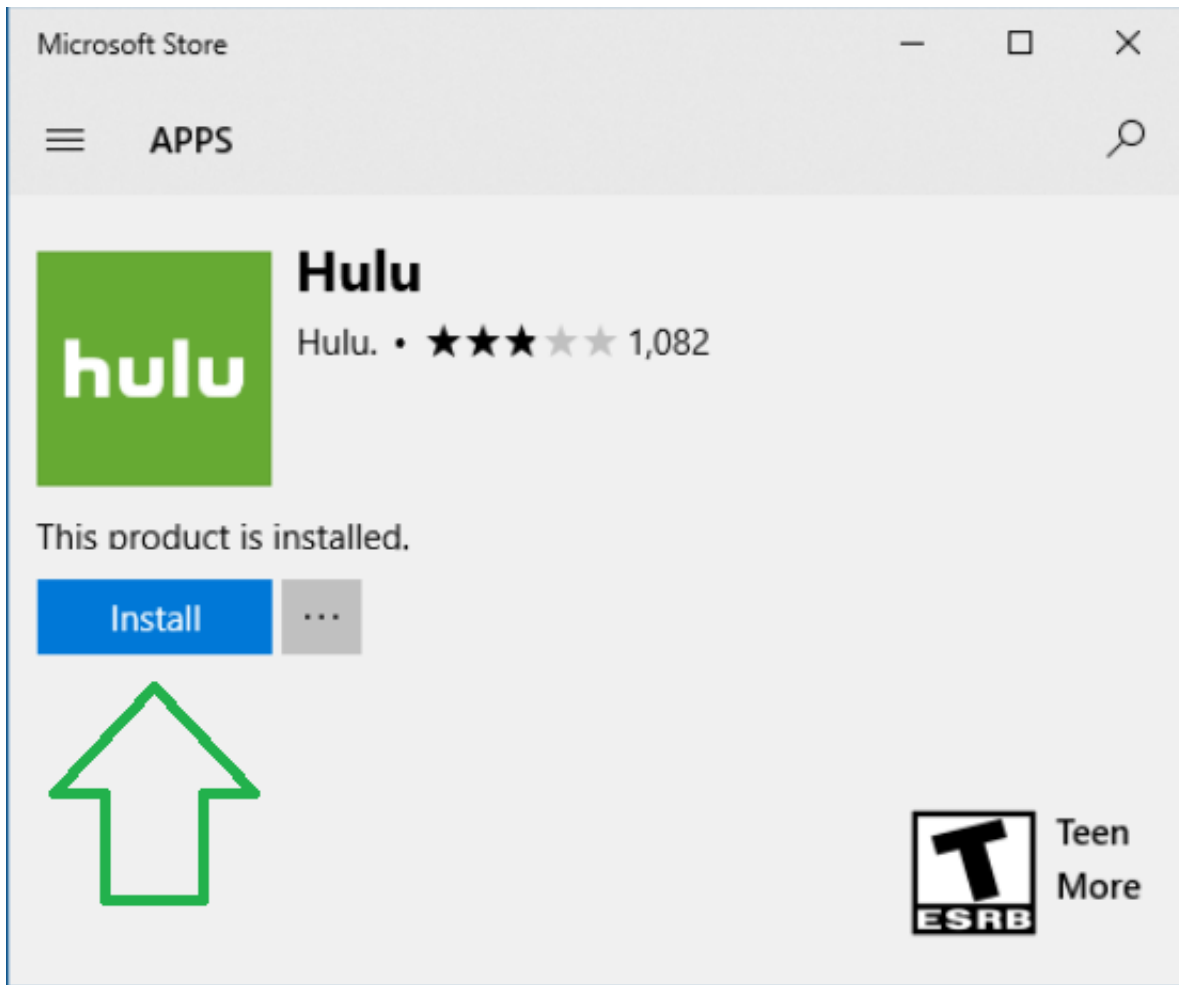 Microsoft Store
APPS
hulu
Hulu
Hulu. • ★★★★★ 1,082
This product is installed.
Install ...
T
ESRB
Teen
More